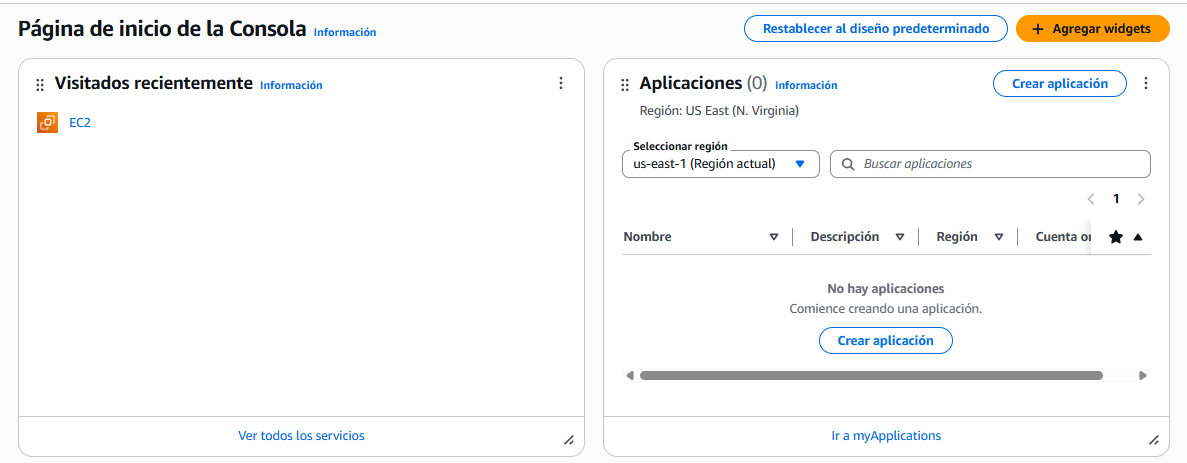 Página de inicio de la Consola Información
Restablecer al diseño predeterminado
+ Agregar widgets
Visitados recientemente Información
EC2
Ver todos los servicios
Aplicaciones (0) Información
Crear aplicación
Región: US East (N. Virginia)
Seleccionar región
us-east-1 (Región actual)
Buscar aplicaciones
1
Nombre Descripción Región Cuenta
No hay aplicaciones
Comience creando una aplicación.
Crear aplicación
Ir a myApplications